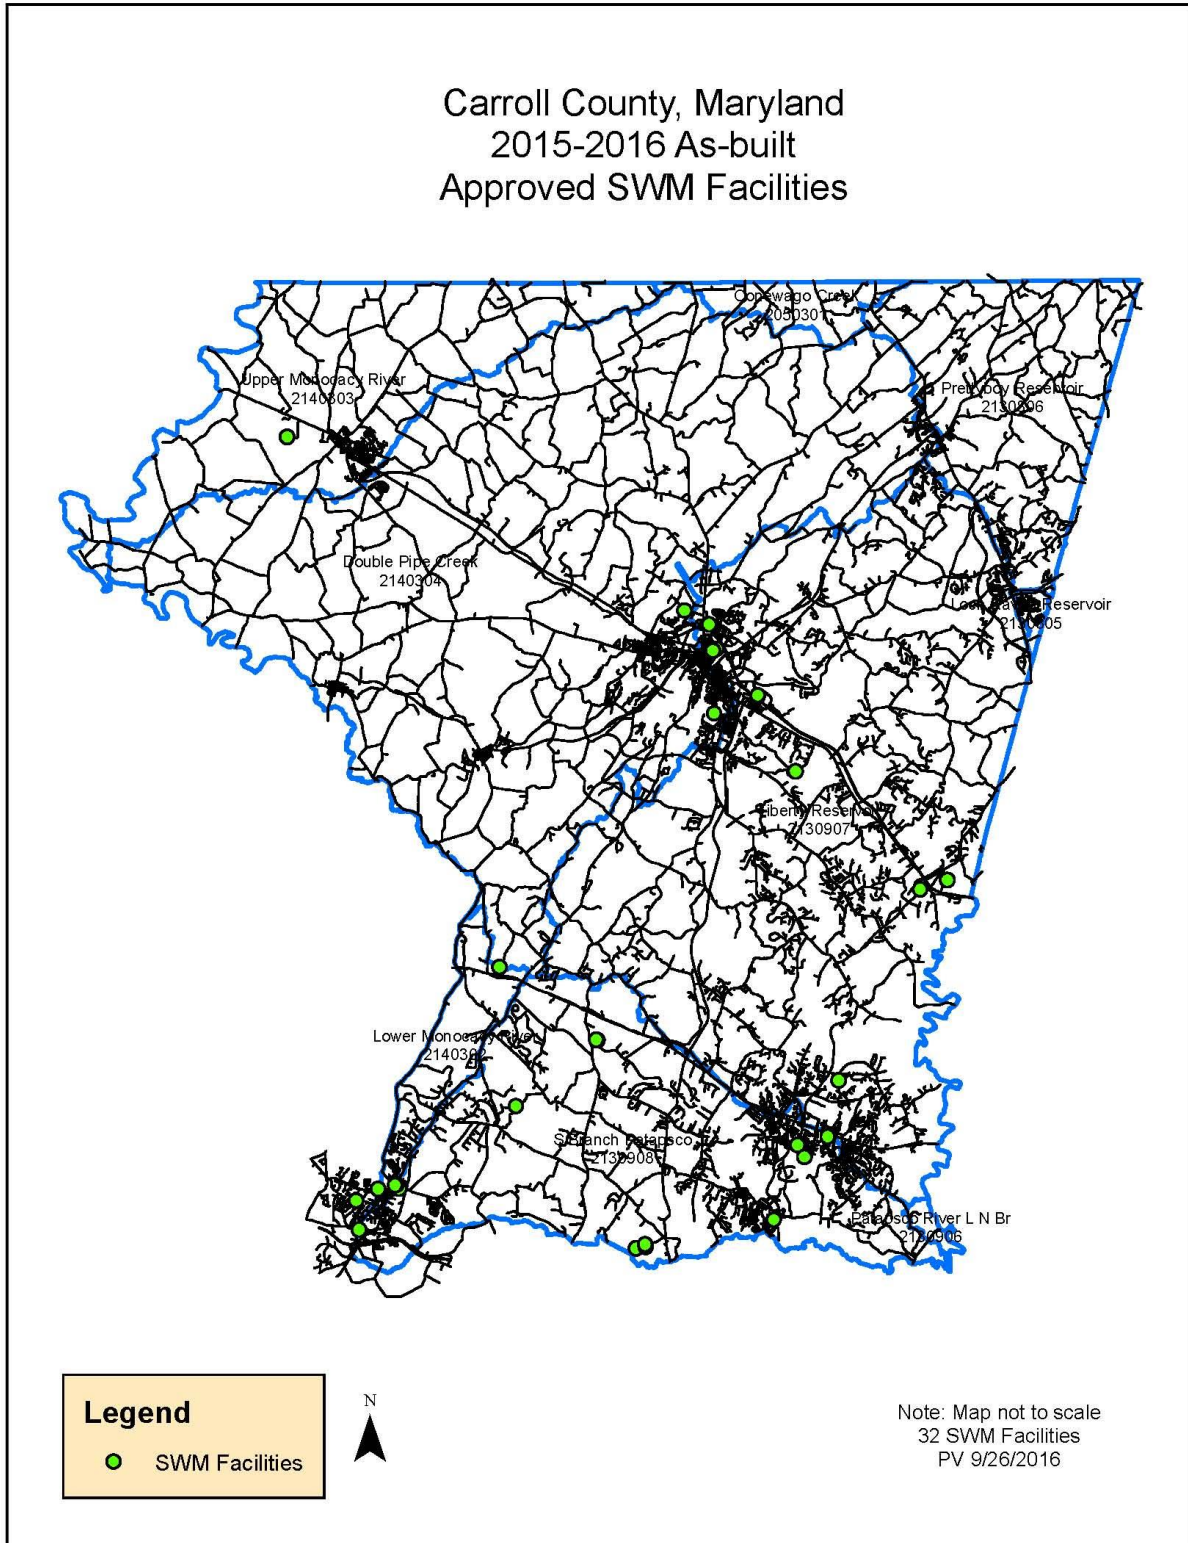 Carroll County, Maryland
2015-2016 As-built
Approved SWM Facilities
Conewago Creek
2050301
Upper Monocacy River
2140303
Prettyboy Reservoir
2130806
Double Pipe Creek
2140304
Loch Raven Reservoir
2130805
Liberty Reservoir
2130907
Lower Monocacy River
2140302
S Branch Patapsco
2130908
Patapsco River L N Br
2130906
Legend
SWM Facilities
N
Note: Map not to scale
32 SWM Facilities
PV 9/26/2016